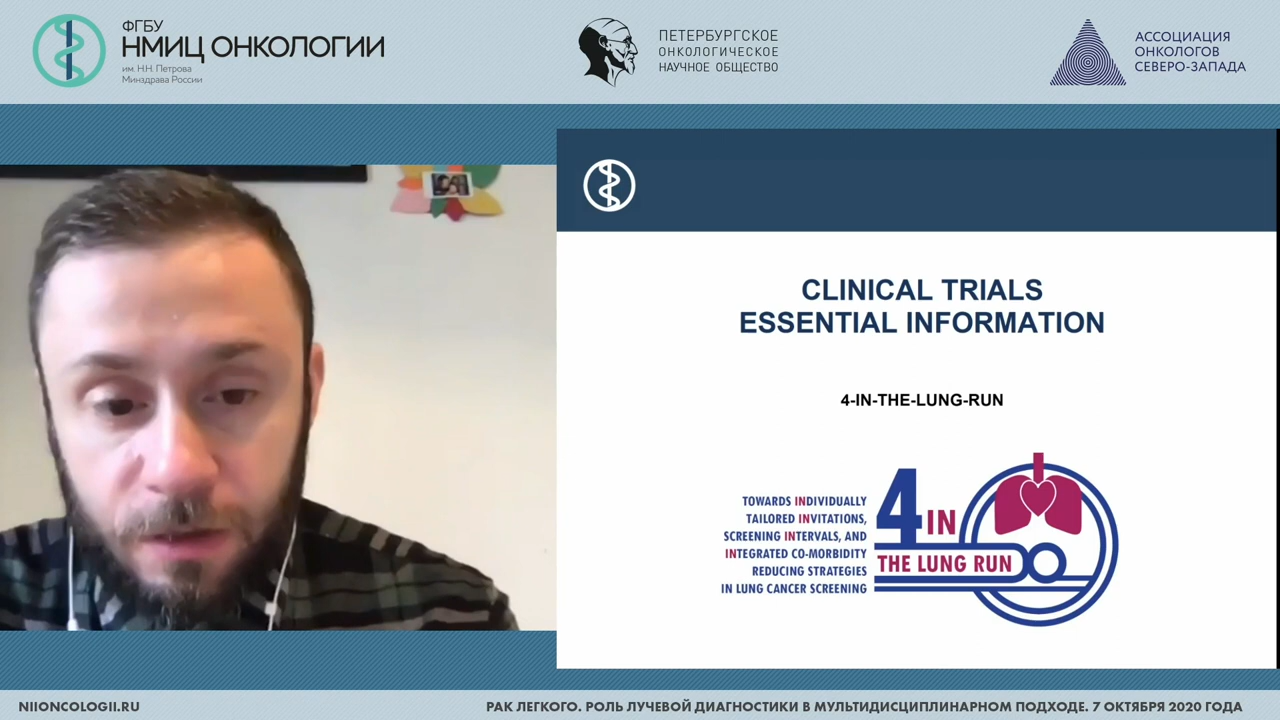 ФГБУ
НМИЦ ОНКОЛОГИИ
им. Н.Н. Петрова
Минздрава России
ПЕТЕРБУРГСКОЕ
ОНКОЛОГИЧЕСКОЕ
НАУЧНОЕ ОБЩЕСТВО
АССОЦИАЦИЯ
ОНКОЛОГОВ
СЕВЕРО-ЗАПАДА
CLINICAL TRIALS
ESSENTIAL INFORMATION
4-IN-THE-LUNG-RUN
TOWARDS INDIVIDUALLY
TAILORED INVITATIONS,
SCREENING INTERVALS, AND
INTEGRATED CO-MORBIDITY
REDUCING STRATEGIES
IN LUNG CANCER SCREENING
4 IN
THE LUNG RUN
NIIONCOLOGII.RU
РАК ЛЕГКОГО. РОЛЬ ЛУЧЕВОЙ ДИАГНОСТИКИ В МУЛЬТИДИСЦИПЛИНАРНОМ ПОДХОДЕ. 7 ОКТЯБРЯ 2020 ГОДА